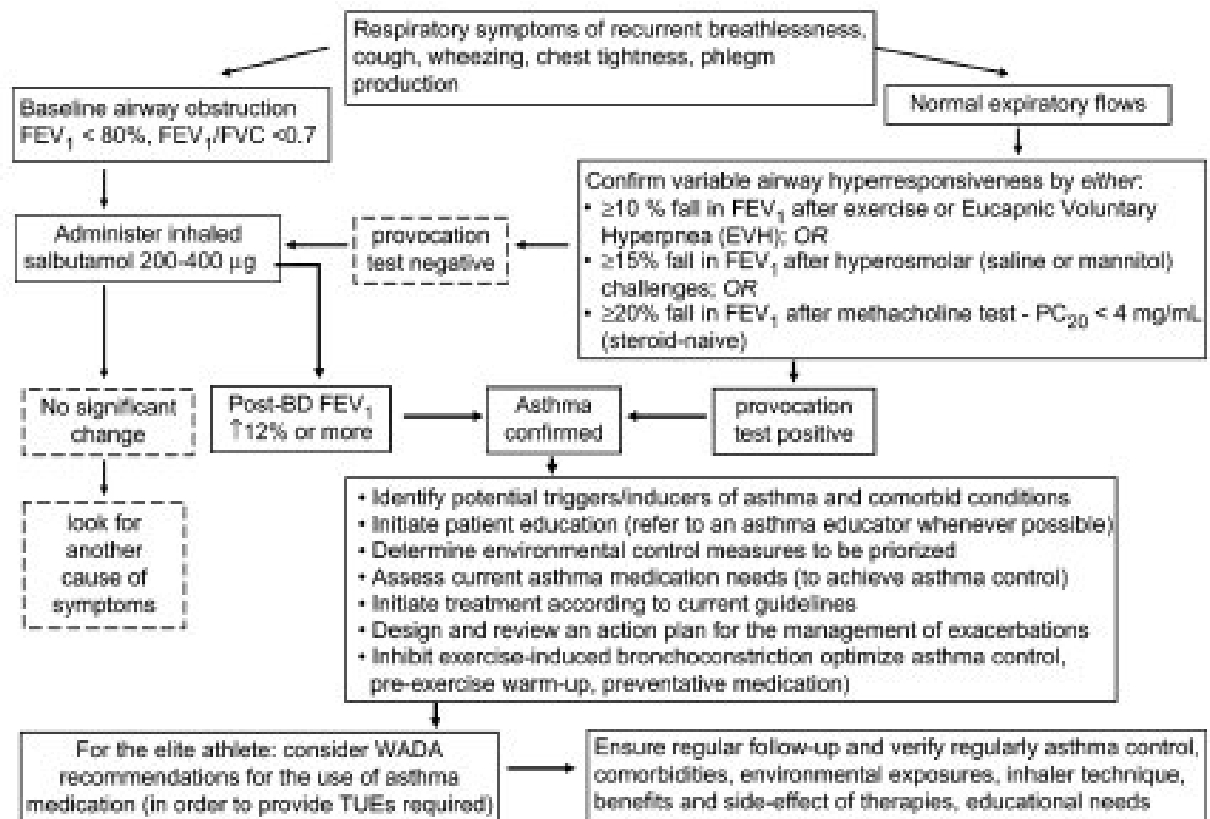 Respiratory symptoms of recurrent breathlessness,
cough, wheezing, chest tightness, phlegm
production
Baseline airway obstruction
FEV1 < 80%, FEV1/FVC <0.7
Normal expiratory flows
Confirm variable airway hyperresponsiveness by either:
• ≥10 % fall in FEV1 after exercise or Eucapnic Voluntary
Hyperpnea (EVH); OR
• ≥15% fall in FEV1 after hyperosmolar (saline or mannitol)
challenges; OR
• ≥20% fall in FEV1 after methacholine test - PC20 < 4 mg/mL
(steroid-naive)
Administer inhaled
salbutamol 200-400 µg
provocation
test negative
No significant
change
Post-BD FEV1
↑12% or more
Asthma
confirmed
provocation
test positive
look for
another
cause of
symptoms
• Identify potential triggers/inducers of asthma and comorbid conditions
• Initiate patient education (refer to an asthma educator whenever possible)
• Determine environmental control measures to be priorized
• Assess current asthma medication needs (to achieve asthma control)
• Initiate treatment according to current guidelines
• Design and review an action plan for the management of exacerbations
• Inhibit exercise-induced bronchoconstriction optimize asthma control,
pre-exercise warm-up, preventative medication)
For the elite athlete: consider WADA
recommendations for the use of asthma
medication (in order to provide TUEs required)
Ensure regular follow-up and verify regularly asthma control,
comorbidities, environmental exposures, inhaler technique,
benefits and side-effect of therapies, educational needs